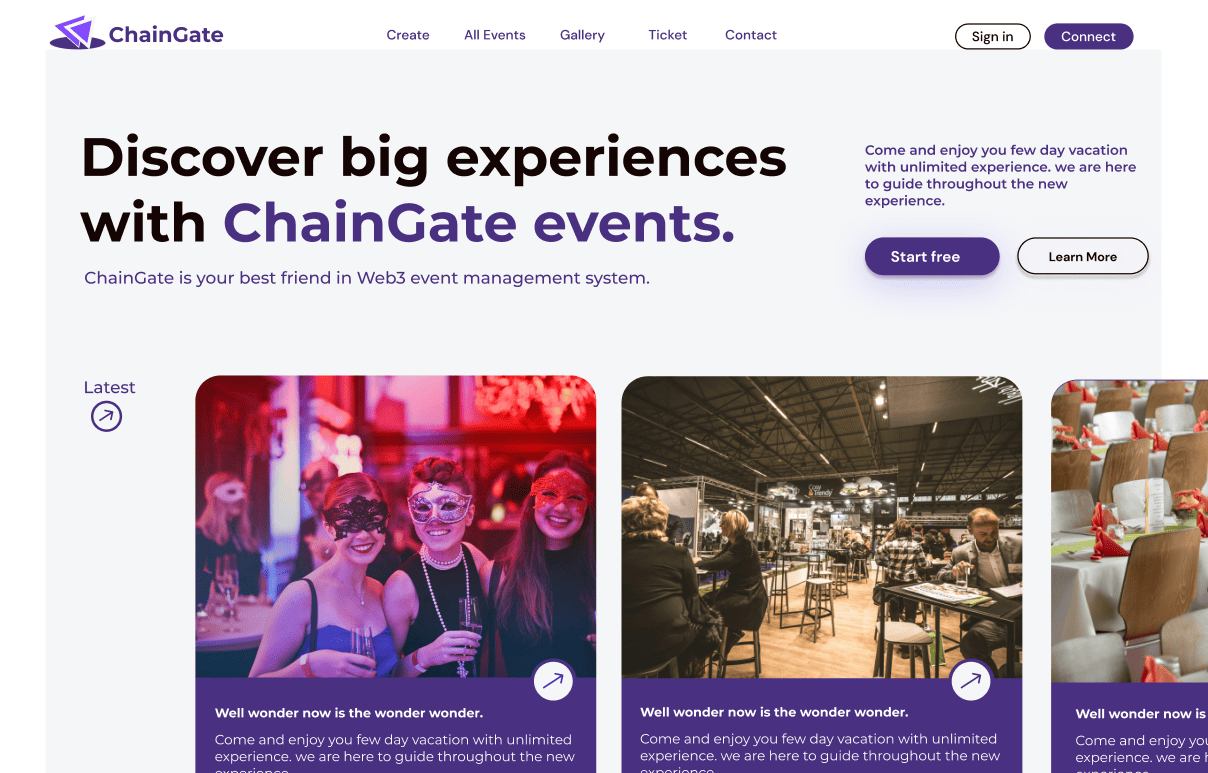 ChainGate
Create
All Events
Gallery
Ticket
Contact
Sign in
Connect
Discover big experiences
with ChainGate events.
ChainGate is your best friend in Web3 event management system.
Come and enjoy you few day vacation
with unlimited experience. we are here
to guide throughout the new
experience.
Start free
Learn More
Latest
Cosy
& Trendy
Well wonder now is the wonder wonder.
Come and enjoy you few day vacation with unlimited
experience. we are here to guide throughout the new
experience.
Well wonder now is the wonder wonder.
Come and enjoy you few day vacation with unlimited
experience. we are here to guide throughout the new
experience.
Well wonder now is
Come and enjoy you
experience. we are h
experience.